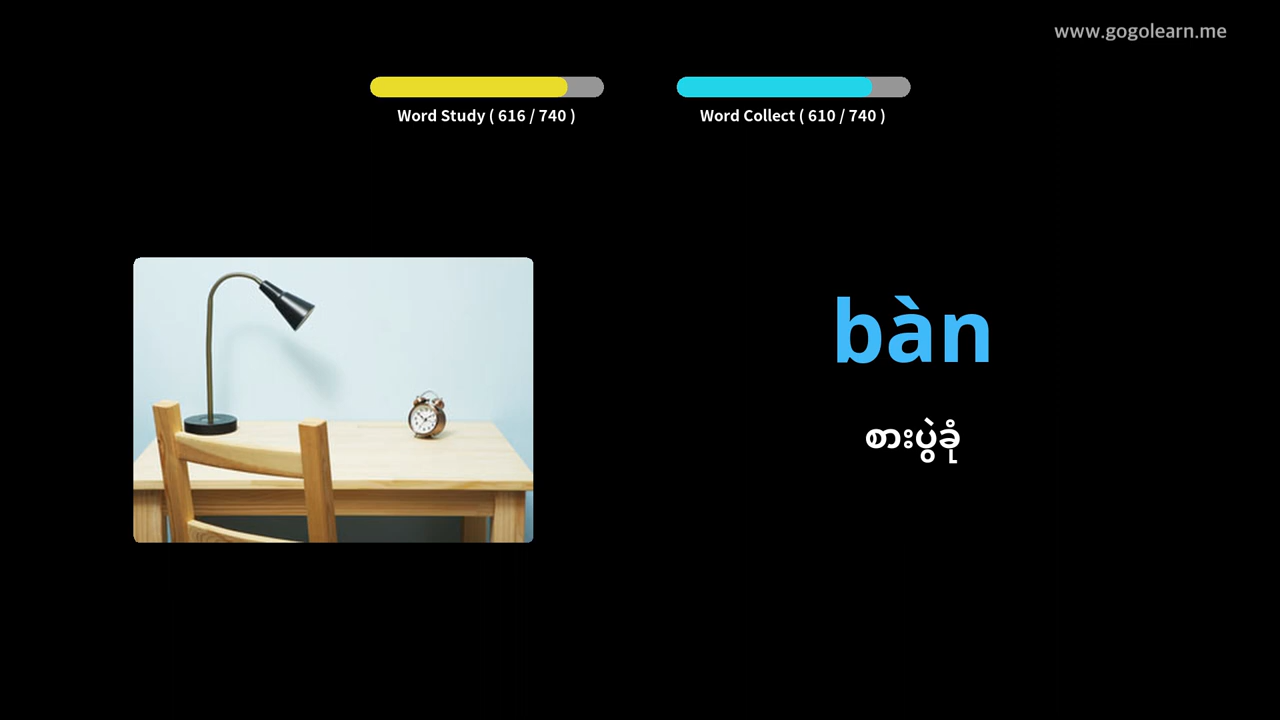 www.gogolearn.me
Word Study ( 616 / 740 )
Word Collect ( 610 / 740 )
bàn
စားပွဲခုံ